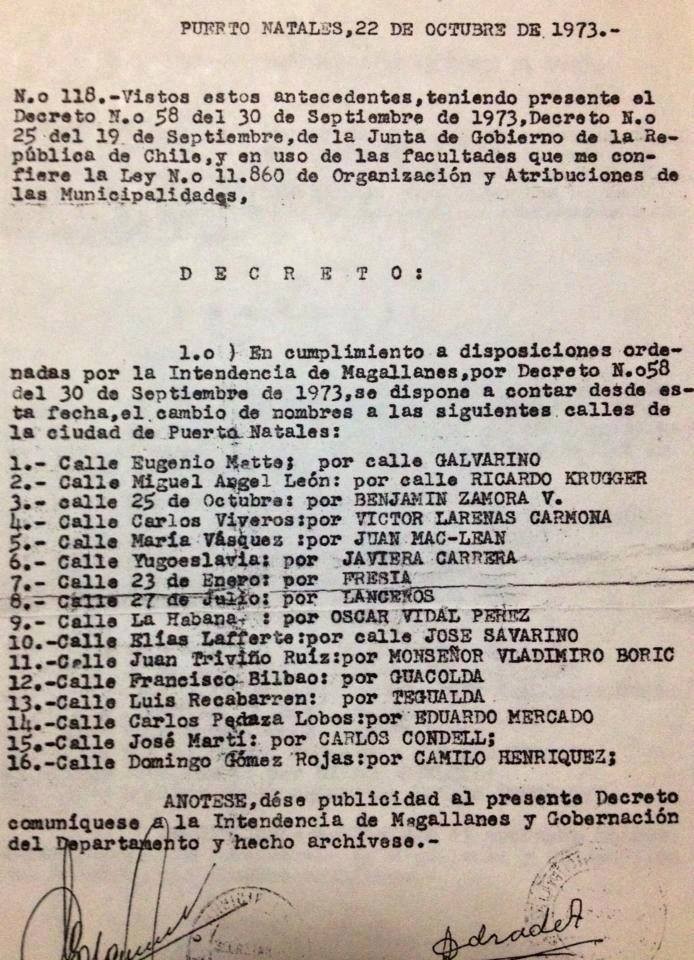 PUERTO NATALES,22 DE OCTUBRE DE 1973.-
N.o 118.-Vistos estos antecedentes,teniendo presente el
Decreto N.o 58 del 30 de Septiembre de 1973,Decreto N.o
25 del 19 de Septiembre,de la Junta de Gobierno de la Re-
pública de Chile,y en uso de las facultades que me con-
fiere la Ley N.o 11.860 de Organización y Atribuciones de
las Municipalidades,
D E C R E T O :
1.o ) En cumplimiento a disposiciones orde-
nadas por la Intendencia de Magallanes,por Decreto N.o58
del 30 de Septiembre de 1973,se dispone a contar desde es-
ta fecha,el cambio de nombres a las siguientes calles de
la ciudad de Puerto Natales:
1.- Calle Eugenio Matte; por calle GALVARINO
2.- Calle Miguel Angel León: por calle RICARDO KRUGGER
3.- calle 25 de Octubre: por BENJAMIN ZAMORA V.
4.- Calle Carlos Viveros:por VICTOR LARENAS CARMONA
5.- Calle María Vásquez :por JUAN MAC-LEAN
6.- Calle Yugoeslavia: por JAVIERA CARRERA
7.- Calle 23 de Enero: por FRESIA
8.- Calle 27 de Julio: por LANCEROS
9.- Calle La Habana : por OSCAR VIDAL PEREZ
10.-Calle Elías Lafferte:por calle JOSE SAVARINO
11.-Calle Juan Triviño Ruíz:por MONSEÑOR VLADIMIRO BORIC
12.-Calle Francisco Bilbao: por GUACOLDA
13.-Calle Luis Recabarren: por TEGUALDA
14.-Calle Carlos Pedraza Lobos:por EDUARDO MERCADO
15.-Calle José Martí: por CARLOS CONDELL;
16.-Calle Domingo Gómez Rojas:por CAMILO HENRIQUEZ;
ANOTESE,dése publicidad al presente Decreto
comuníquese a la Intendencia de Magallanes y Gobernación
del Departamento y hecho archívese.-